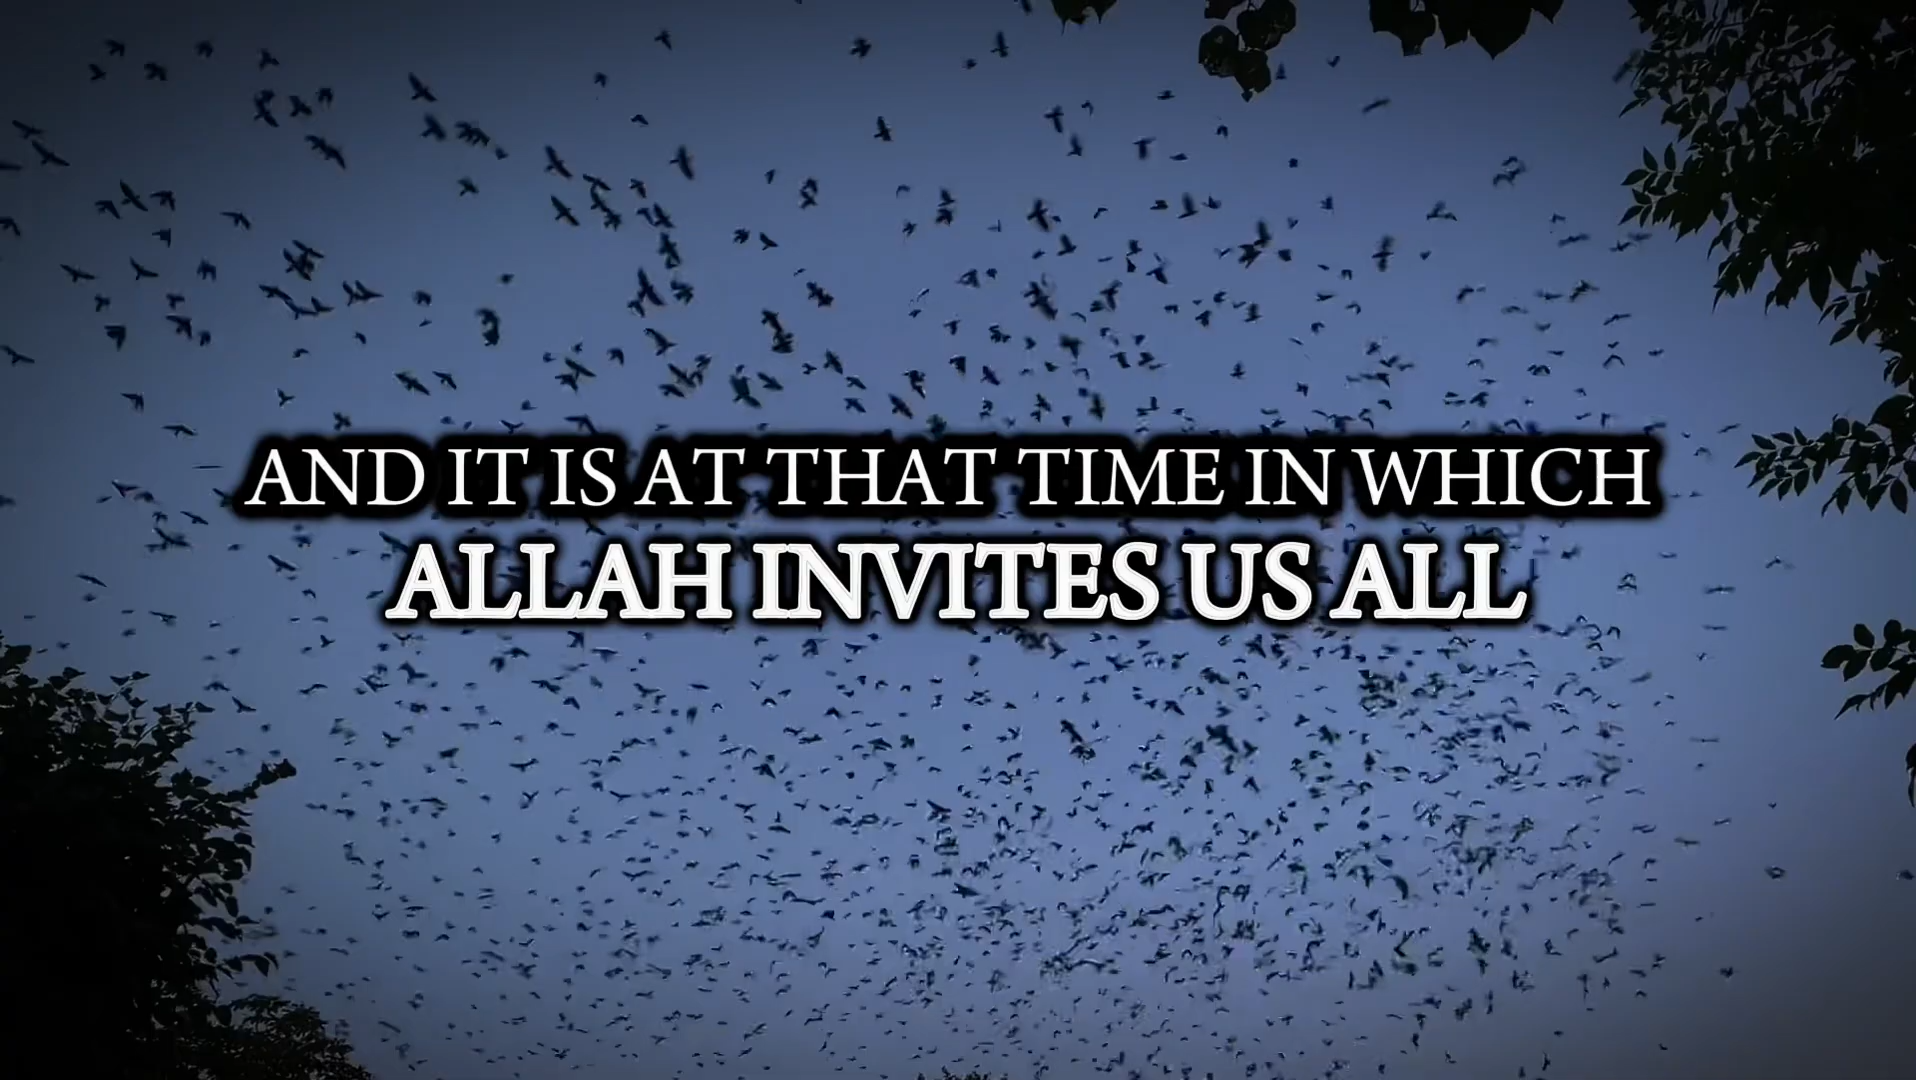 AND IT IS AT THAT TIME IN WHICH
ALLAH INVITES US ALL